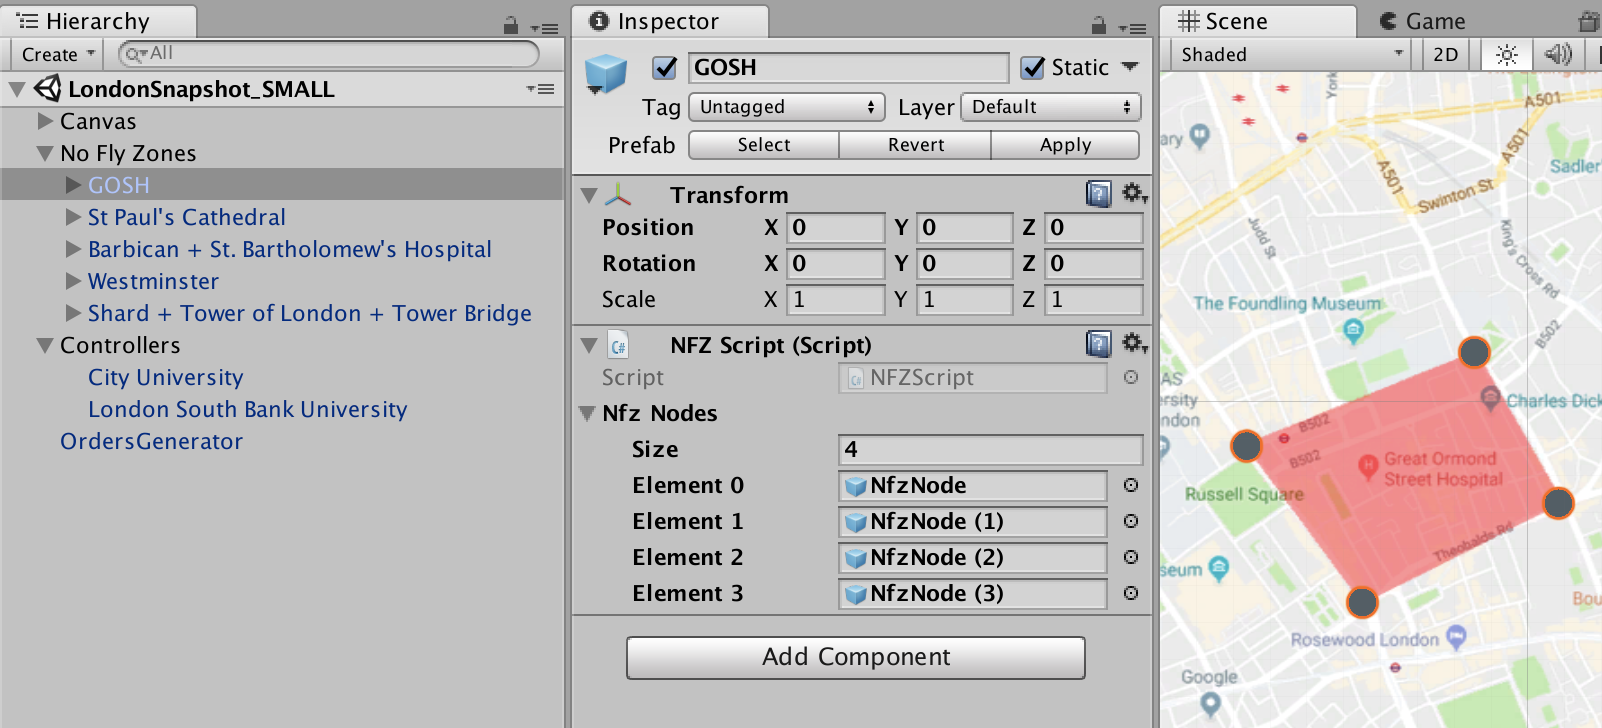 Hierarchy
Create
All
LondonSnapshot_SMALL
Canvas
No Fly Zones
GOSH
St Paul's Cathedral
Barbican + St. Bartholomew's Hospital
Westminster
Shard + Tower of London + Tower Bridge
Controllers
City University
London South Bank University
OrdersGenerator
Inspector
GOSH
Static
Tag Untagged Layer Default
Prefab Select Revert Apply
Transform
Position X 0 Y 0 Z 0
Rotation X 0 Y 0 Z 0
Scale X 1 Y 1 Z 1
NFZ Script (Script)
Script NFZScript
Nfz Nodes
Size 4
Element 0 NfzNode
Element 1 NfzNode (1)
Element 2 NfzNode (2)
Element 3 NfzNode (3)
Add Component
Scene Game
Shaded 2D
A501
York
ary
A501
A501
Sadler'
Swinton St
Judd St
King's Cross Rd
The Foundling Museum
B502
AS
ersity
ndon
Charles Dick
B502
B502
Great Ormond
Street Hospital
Russell Square
Theobalds Rd
seum
Bou
Rosewood London
Google